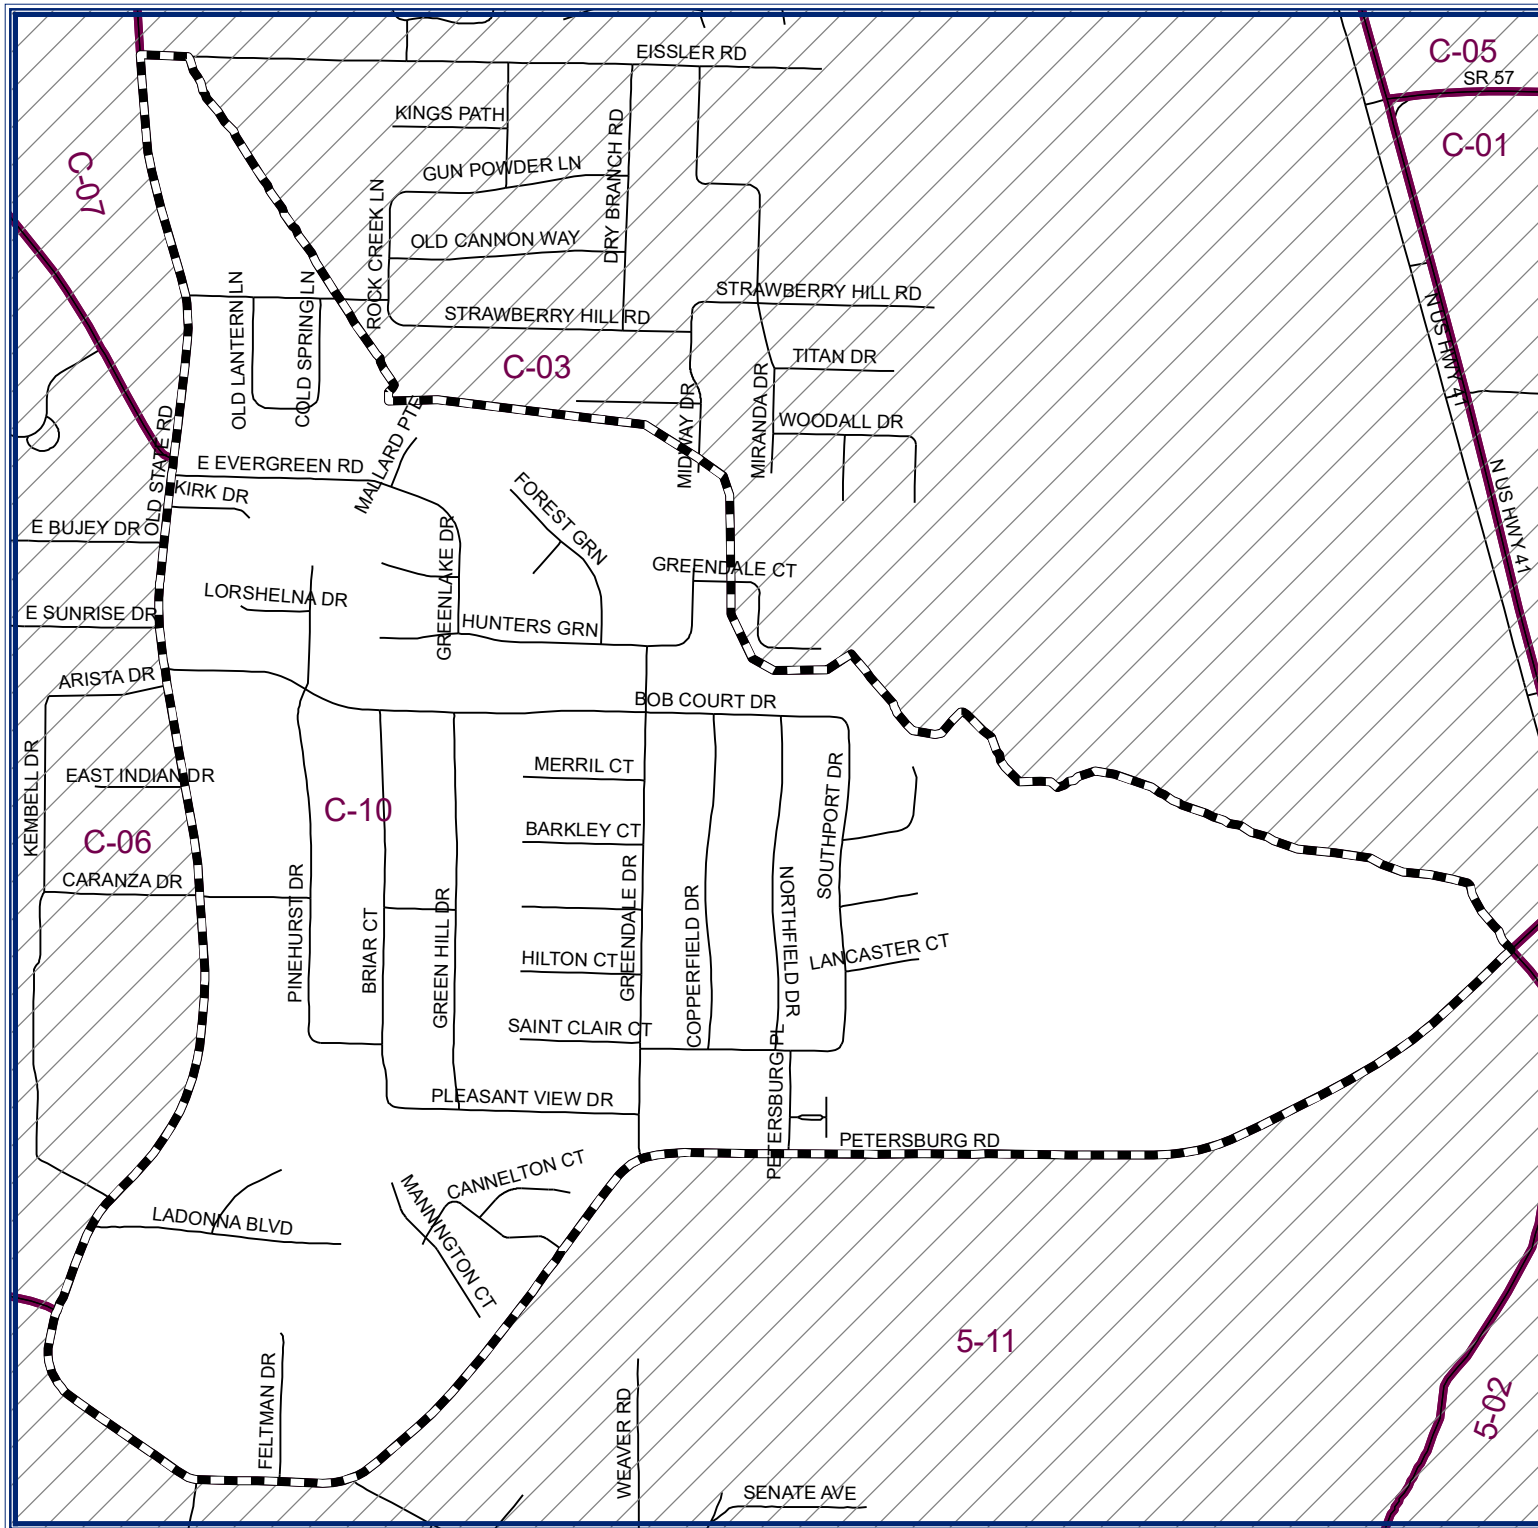 EISSLER RD
C-05
SR 57
C-01
KINGS PATH
DRY BRANCH RD
GUN POWDER LN
C-07
ROCK CREEK LN
OLD CANNON WAY
OLD LANTERN LN
COLD SPRING LN
STRAWBERRY HILL RD
STRAWBERRY HILL RD
N US HWY 41
C-03
TITAN DR
MIDWAY DR
MIRANDA DR
WOODALL DR
MALLARD PTE
OLD STATE RD
E EVERGREEN RD
KIRK DR
FOREST GRN
N US HWY 41
E BUJEY DR
GREENLAKE DR
GREENDALE CT
LORSHELNA DR
E SUNRISE DR
HUNTERS GRN
ARISTA DR
BOB COURT DR
KEMBELL DR
EAST INDIAN DR
MERRIL CT
SOUTHPORT DR
C-10
C-06
BARKLEY CT
CARANZA DR
PINEHURST DR
BRIAR CT
GREEN HILL DR
GREENDALE DR
COPPERFIELD DR
NORTHFIELD DR
HILTON CT
LANCASTER CT
SAINT CLAIR CT
PETERSBURG PL
PLEASANT VIEW DR
PETERSBURG RD
CANNELTON CT
MANNINGTON CT
LADONNA BLVD
5-11
FELTMAN DR
WEAVER RD
5-02
SENATE AVE